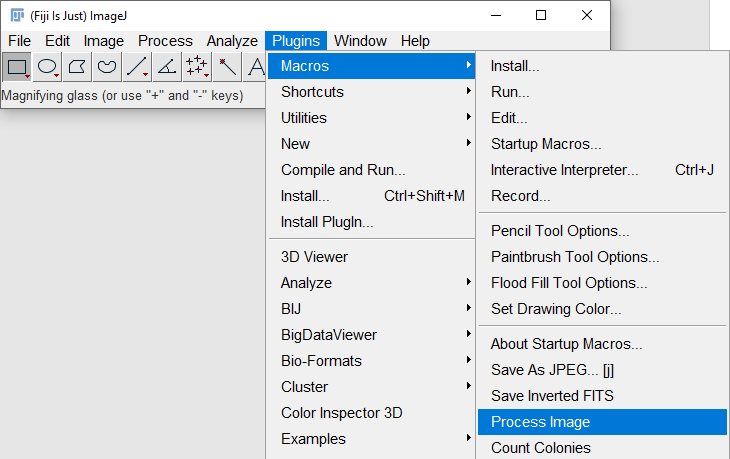 (Fiji Is Just) ImageJ
File Edit Image Process Analyze Plugins Window Help
A
Magnifying glass (or use "+" and "-" keys)
Macros
Shortcuts
Utilities
New
Compile and Run...
Install... Ctrl+Shift+M
Install PlugIn...
3D Viewer
Analyze
BIJ
BigDataViewer
Bio-Formats
Cluster
Color Inspector 3D
Examples
Install...
Run...
Edit...
Startup Macros...
Interactive Interpreter... Ctrl+J
Record...
Pencil Tool Options...
Paintbrush Tool Options...
Flood Fill Tool Options...
Set Drawing Color...
About Startup Macros...
Save As JPEG... [j]
Save Inverted FITS
Process Image
Count Colonies